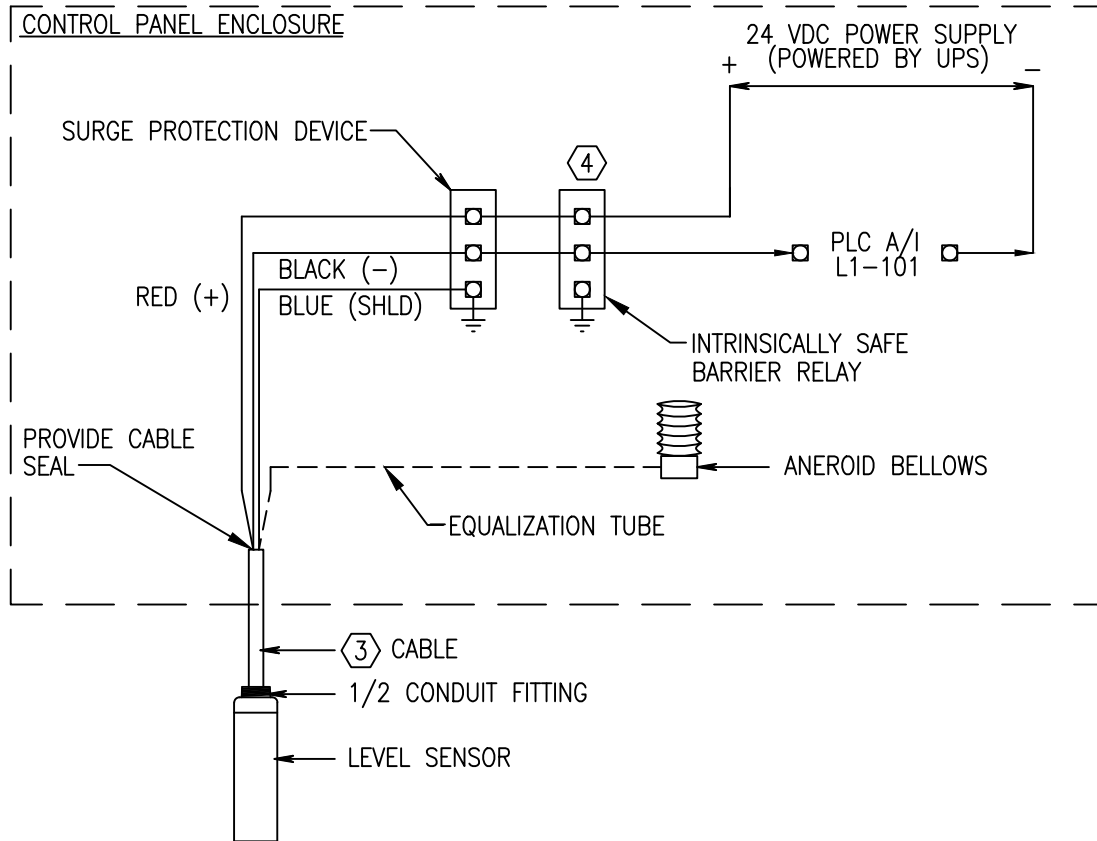 CONTROL PANEL ENCLOSURE
24 VDC POWER SUPPLY
(POWERED BY UPS)
+
-
SURGE PROTECTION DEVICE
4
PLC A/I
L1-101
BLACK (-)
RED (+)
BLUE (SHLD)
INTRINSICALLY SAFE
BARRIER RELAY
PROVIDE CABLE
SEAL
ANEROID BELLOWS
EQUALIZATION TUBE
3 CABLE
1/2 CONDUIT FITTING
LEVEL SENSOR